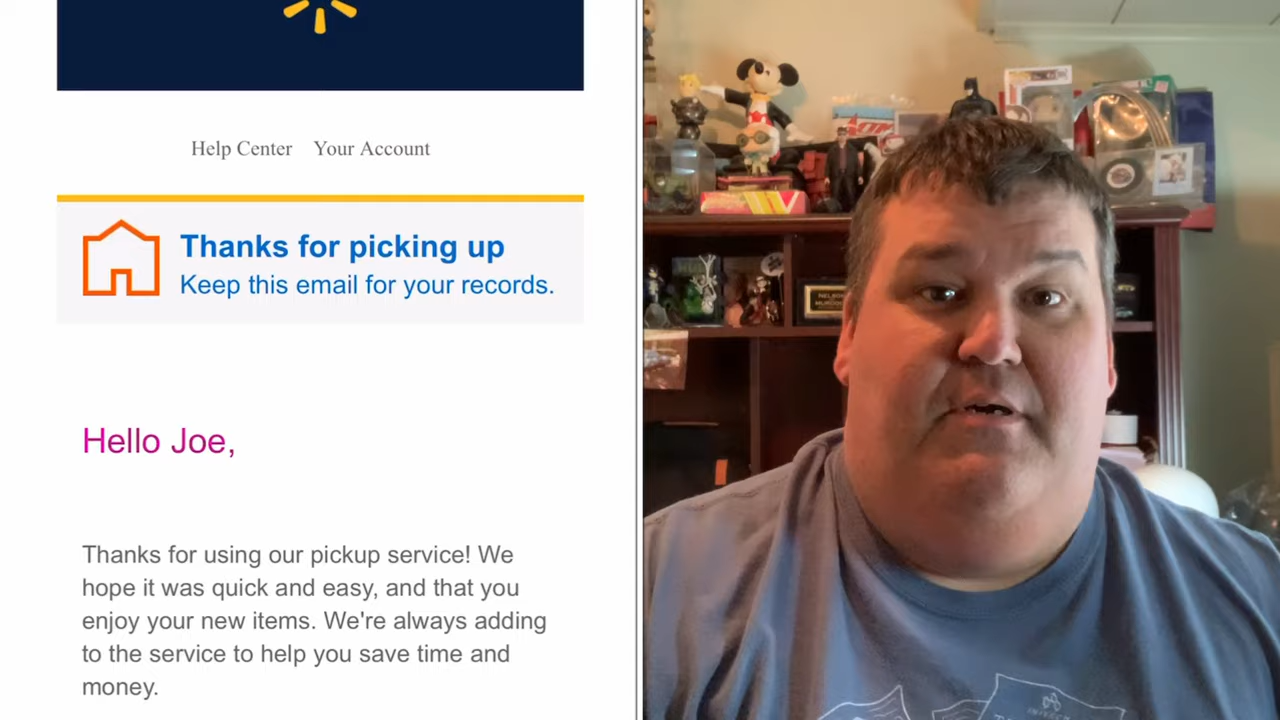 Help Center Your Account
Thanks for picking up
Keep this email for your records.
Hello Joe,
Thanks for using our pickup service! We
hope it was quick and easy, and that you
enjoy your new items. We're always adding
to the service to help you save time and
money.